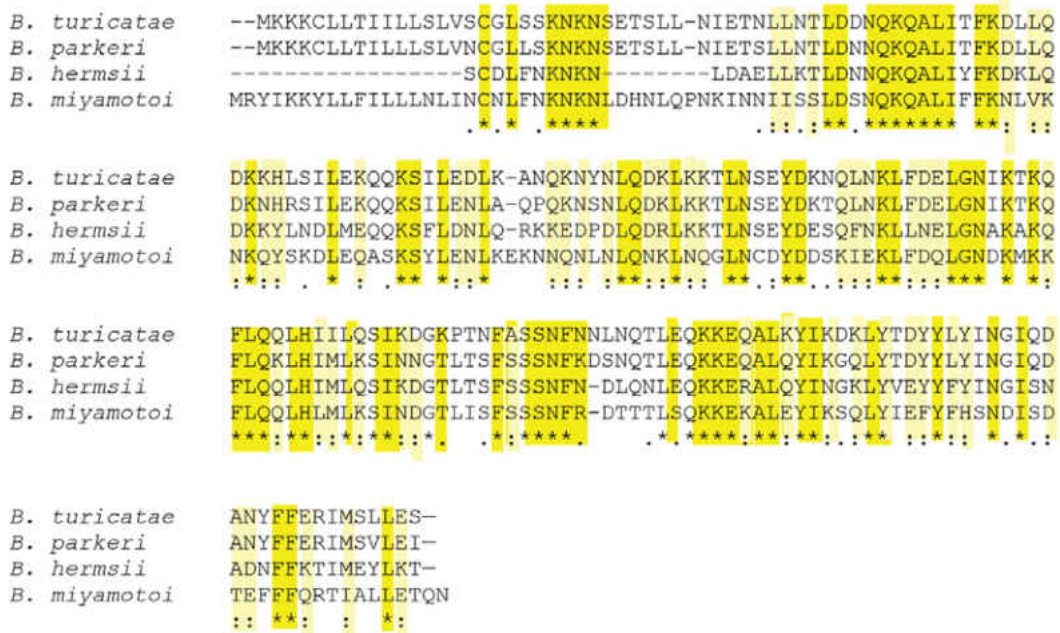 B. turicatae --MKKKCLLTIILLSLVSCGLSSKNKNSETSLL-NIETNLLNTLDDNQKQALITFKDLLQ
B. parkeri --MKKKCLLTIILLSLVNCGLLSKNKNSETSLL-NIETSLLNTLDNNQKQALITFKDLLQ
B. hermsii -----------------SCDLFNKNKN--------LDAELLKTLDNNQKQALIYFKDKLQ
B. miyamotoi MRYIKKYLLFILLLNLINCNLFNKNKNLDHNLQPNKINNIISSLDSNQKQALIFFKNLVK
.* * .**** .::.:** ******* **: ::
B. turicatae DKKHLSILEKQQKSILEDLK-ANQKNYNLQDKLKKTLNSEYDKNQLNKLFDELGNIKTKQ
B. parkeri DKNHRSILEKQQKSILENLA-QPQKNSNLQDKLKKTLNSEYDKTQLNKLFDELGNIKTKQ
B. hermsii DKKYLNDLMEQQKSFLDNLQ-RKKEDPDLQDRLKKTLNSEYDESQFNKLLNELGNAKAKQ
B. miyamotoi NKQYSKDLEQASKSYLENLKEKNNQNLNLQNKLNQGLNCDYDDSKIEKLFDQLGNDKMKK
:*:: . * . ** *::* ::: :**::*:: **.:**..:::**:::*** * *:
B. turicatae FLQQLHIILQSIKDGKPTNFASSNFNNLNQTLEQKKEQALKYIKDKLYTDYYLYINGIQD
B. parkeri FLQKLHIMLKSINNGTLTSFSSSNFKDSNQTLEQKKEQALQYIKGQLYTDYYLYINGIQD
B. hermsii FLQQLHIMLQSIKDGTLTSFSSSNFN-DLQNLEQKKERALQYINGKLYVEYYFYINGISN
B. miyamotoi FLQQLHLMLKSINDGTLISFSSSNFR-DTTTLSQKKEKALEYIKSQLYIEFYFHSNDISD
***:**::*:**::*. .*:****. .*.****:**:**:.:** ::*:: *.*.:
B. turicatae ANYFFERIMSLLES-
B. parkeri ANYFFERIMSVLEI-
B. hermsii ADNFFKTIMEYLKT-
B. miyamotoi TEFFFQRTIALLETQN
:: **: : *: